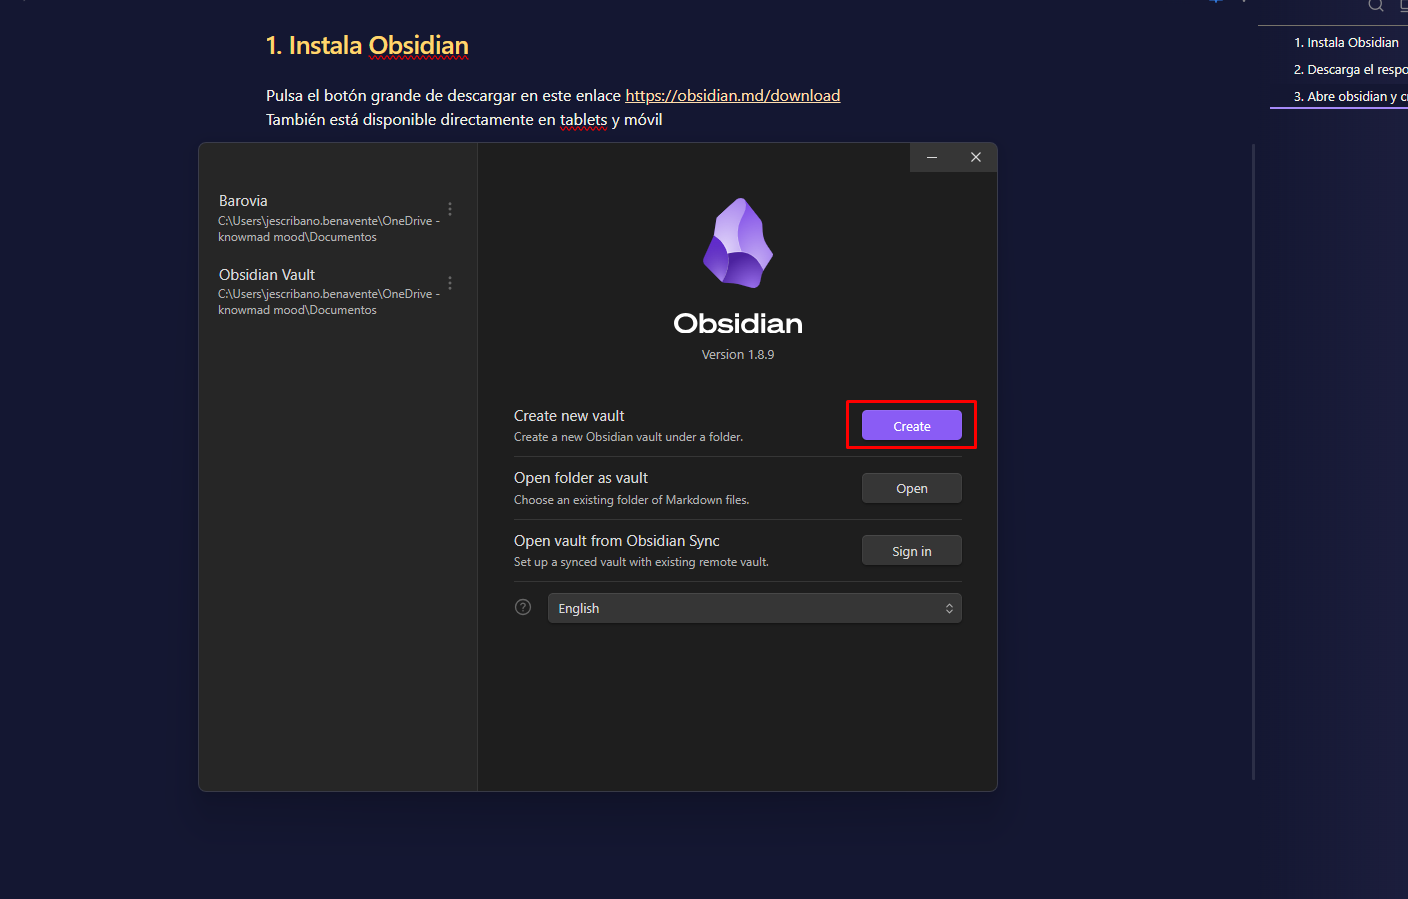 1. Instala Obsidian
Pulsa el botón grande de descargar en este enlace https://obsidian.md/download
También está disponible directamente en tablets y móvil
1. Instala Obsidian
2. Descarga el respo
3. Abre obsidian y cr
Barovia
C:\Users\jescribano.benavente\OneDrive -
knowmad mood\Documentos
Obsidian Vault
C:\Users\jescribano.benavente\OneDrive -
knowmad mood\Documentos
Obsidian
Version 1.8.9
Create new vault
Create a new Obsidian vault under a folder.
Create
Open folder as vault
Choose an existing folder of Markdown files.
Open
Open vault from Obsidian Sync
Set up a synced vault with existing remote vault.
Sign in
English